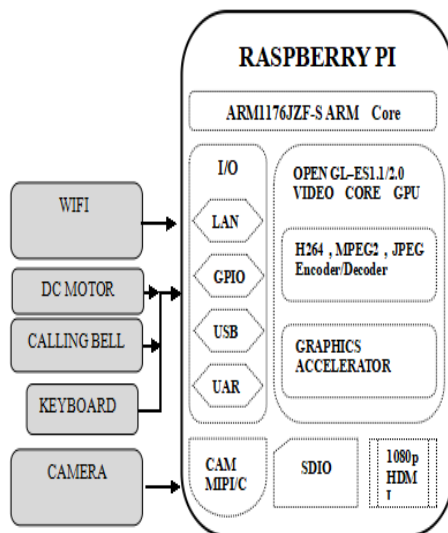 RASPBERRY PI
ARM1176JZF-S ARM Core
I/O
LAN
GPIO
USB
UAR
OPEN GL-ES1.1/2.0
VIDEO CORE GPU
H264 , MPEG2 , JPEG
Encoder/Decoder
GRAPHICS
ACCELERATOR
WIFI
DC MOTOR
CALLING BELL
KEYBOARD
CAMERA
CAM
MIPI/C
SDIO
1080p
HDM
I